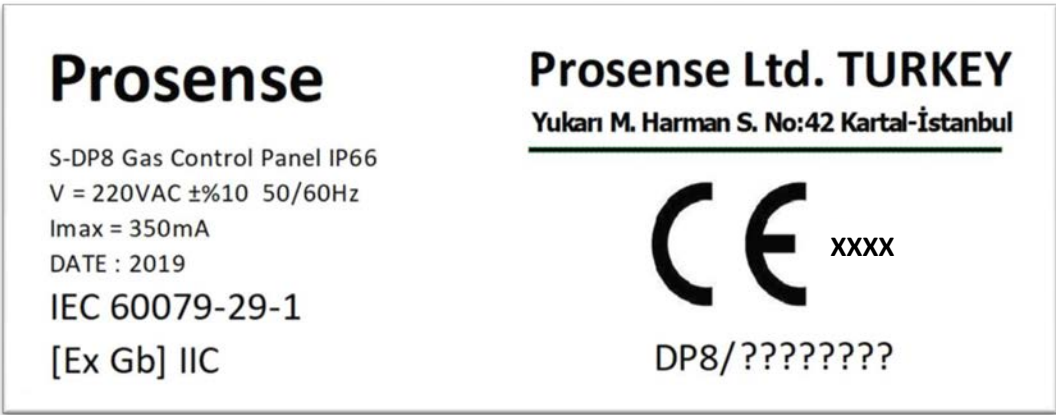 Prosense
S-DP8 Gas Control Panel IP66
V = 220VAC ±%10 50/60Hz
Imax = 350mA
DATE : 2019
IEC 60079-29-1
[Ex Gb] IIC
Prosense Ltd. TURKEY
Yukarı M. Harman S. No:42 Kartal-İstanbul
CE XXXX
DP8/????????